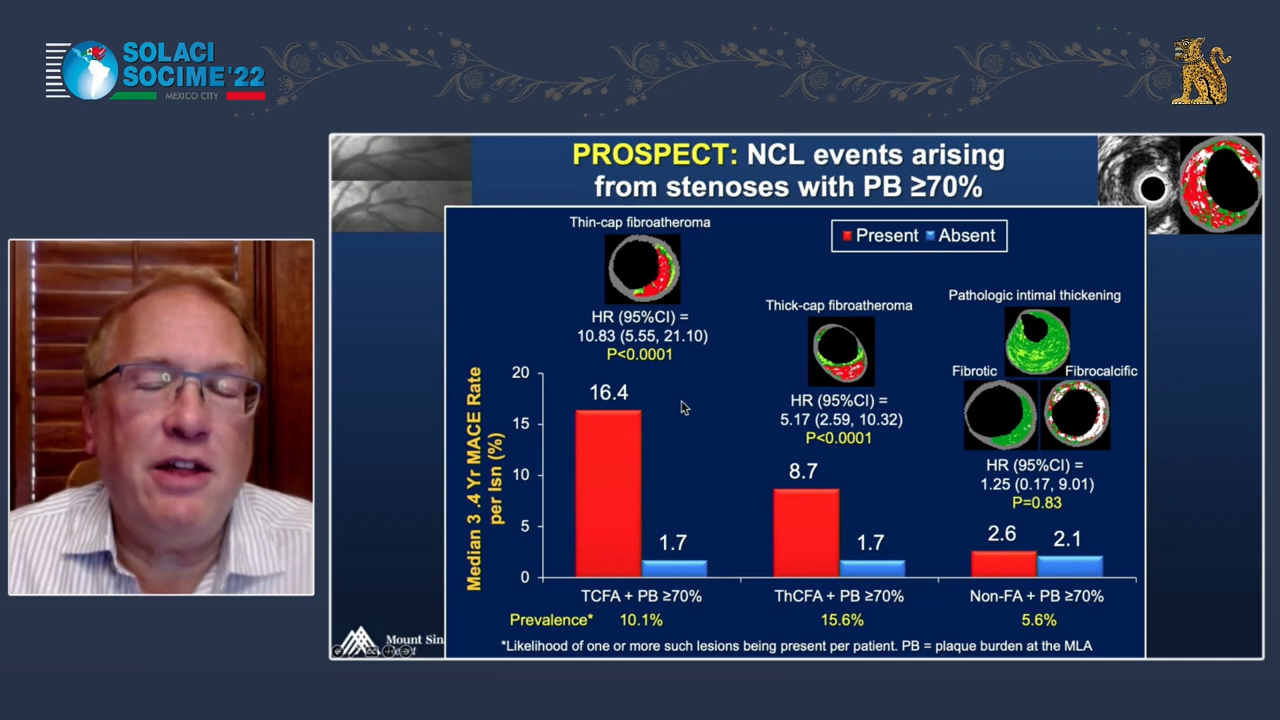 SOLACI
SOCIME'22
MEXICO CITY
PROSPECT: NCL events arising
from stenoses with PB ≥70%
Present Absent
Thin-cap fibroatheroma
HR (95%CI) =
10.83 (5.55, 21.10)
P<0.0001
Thick-cap fibroatheroma
HR (95%CI) =
5.17 (2.59, 10.32)
P<0.0001
Pathologic intimal thickening
Fibrotic
Fibrocalcific
HR (95%CI) =
1.25 (0.17, 9.01)
P=0.83
Median 3 .4 Yr MACE Rate
per lsn (%)
20
15
10
5
0
16.4
1.7
8.7
1.7
2.6
2.1
TCFA + PB ≥70%
ThCFA + PB ≥70%
Non-FA + PB ≥70%
Prevalence* 10.1% 15.6% 5.6%
*Likelihood of one or more such lesions being present per patient. PB = plaque burden at the MLA
Mount Sin